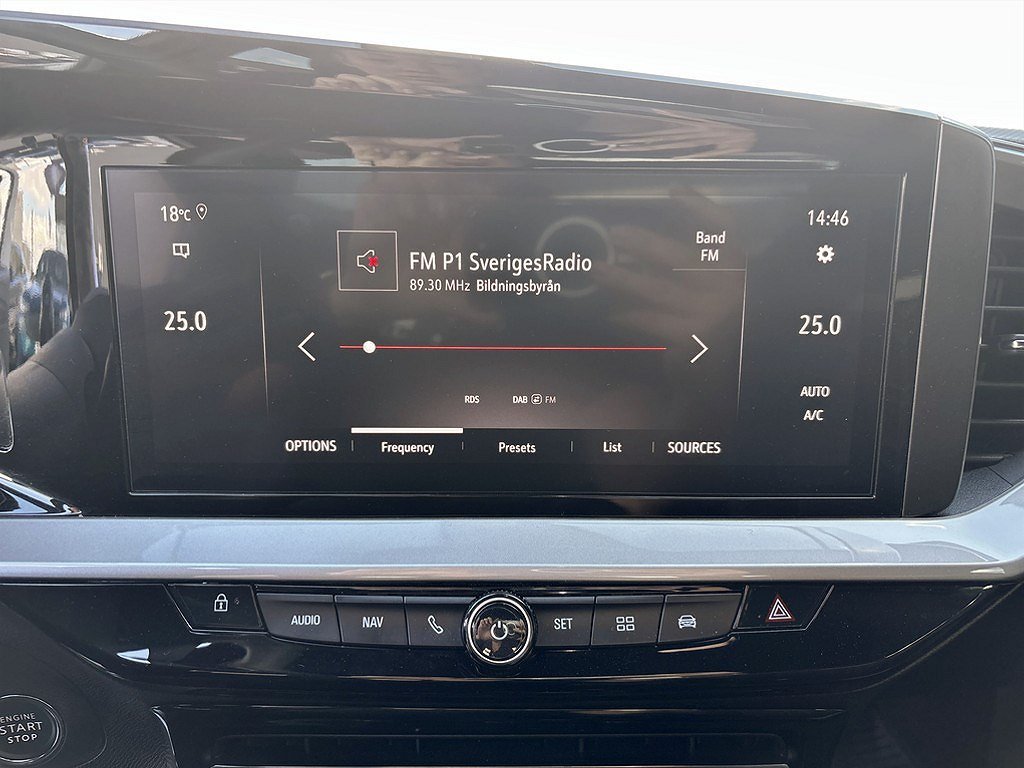 18°C
14:46
FM P1 SverigesRadio
89.30 MHz Bildningsbyrån
Band
FM
25.0
25.0
RDS
DAB FM
AUTO
A/C
OPTIONS Frequency Presets List SOURCES
AUDIO NAV SET
ENGINE
START
STOP